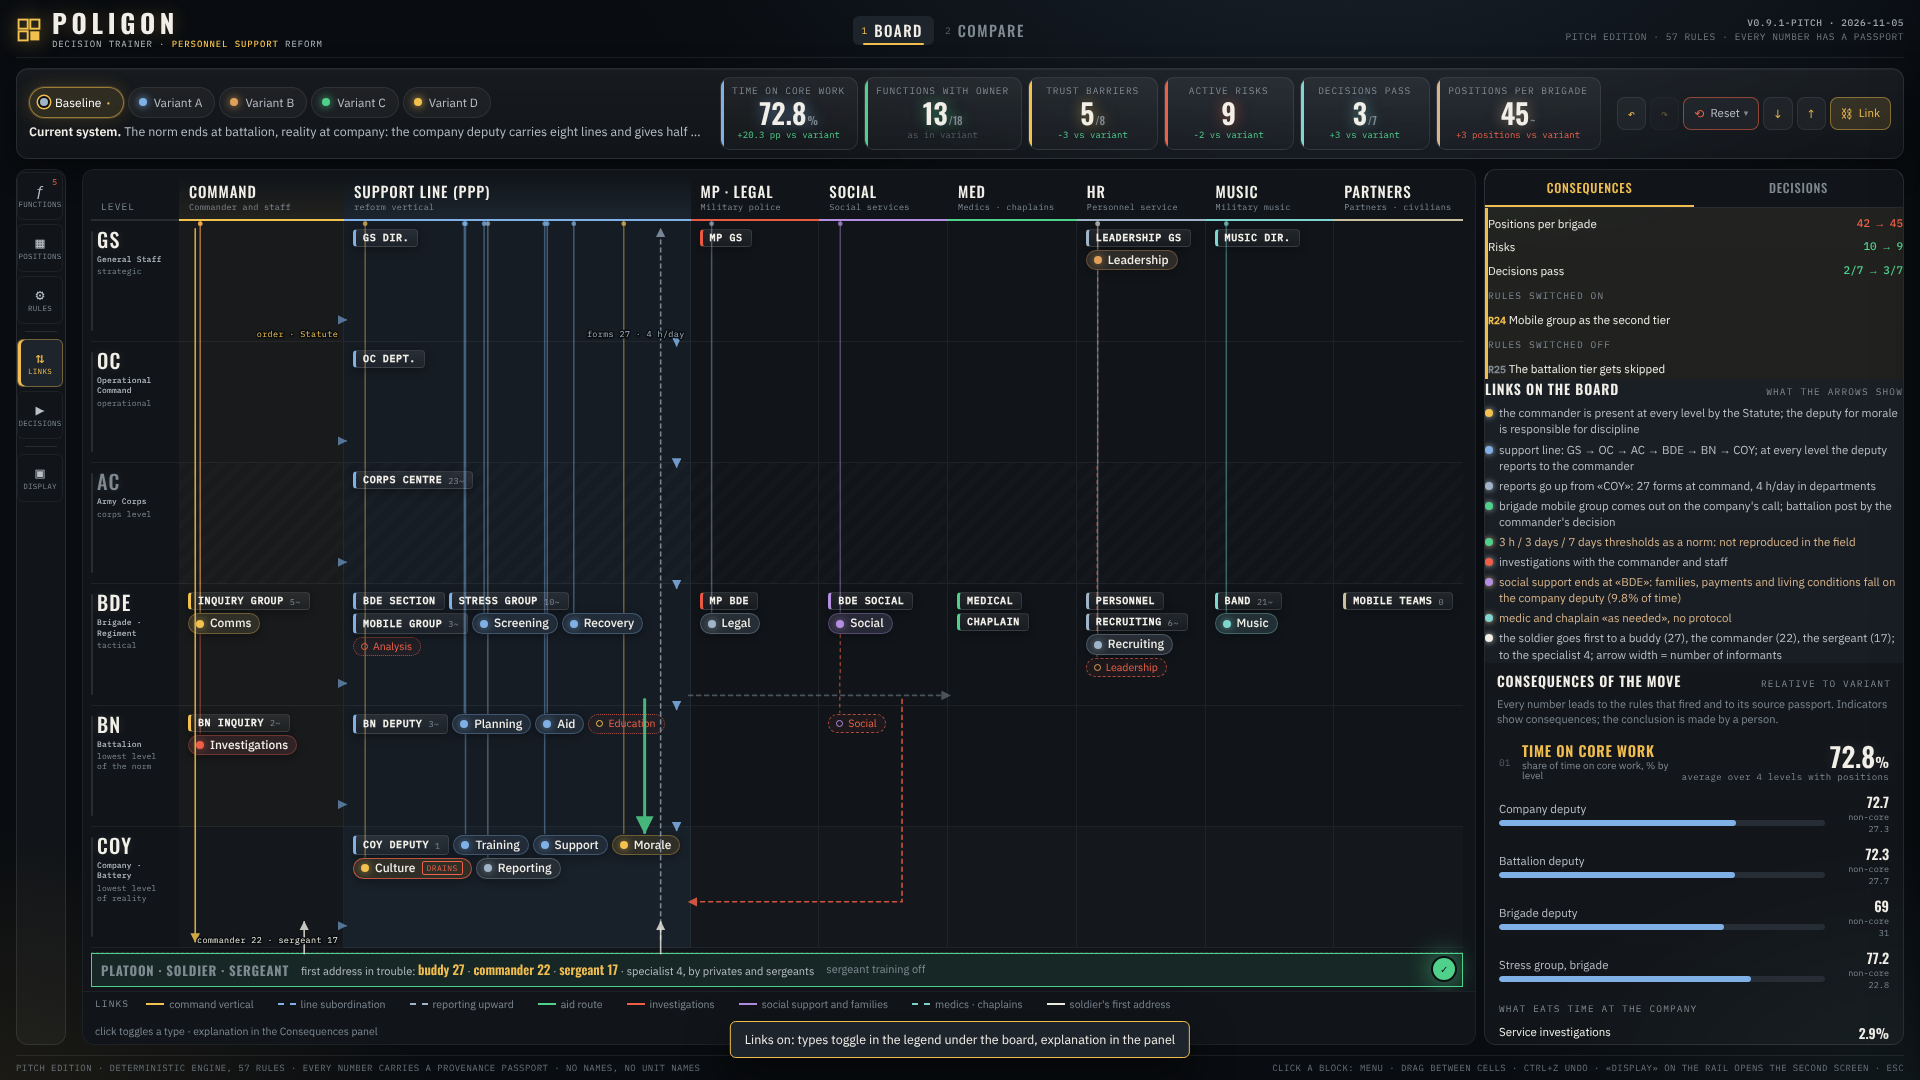 POLIGON
DECISION TRAINER · PERSONNEL SUPPORT REFORM
1 BOARD
2 COMPARE
V0.9.1-PITCH · 2026-11-05
PITCH EDITION · 57 RULES · EVERY NUMBER HAS A PASSPORT
Baseline ·
Variant A
Variant B
Variant C
Variant D
Current system. The norm ends at battalion, reality at company: the company deputy carries eight lines and gives half ...
TIME ON CORE WORK
72.8%
+20.3 pp vs variant
FUNCTIONS WITH OWNER
13/18
as in variant
TRUST BARRIERS
5/8
-3 vs variant
ACTIVE RISKS
9
-2 vs variant
DECISIONS PASS
3/7
+3 vs variant
POSITIONS PER BRIGADE
45~
+3 positions vs variant
↶
↷
⟲ Reset ▾
↓
↑
Link
ƒ 5
FUNCTIONS
POSITIONS
RULES
LINKS
DECISIONS
DISPLAY
LEVEL
COMMAND
Commander and staff
SUPPORT LINE (PPP)
reform vertical
MP · LEGAL
Military police
SOCIAL
Social services
MED
Medics · chaplains
HR
Personnel service
MUSIC
Military music
PARTNERS
Partners · civilians
GS
General Staff
strategic
GS DIR.
MP GS
LEADERSHIP GS
Leadership
MUSIC DIR.
order · Statute
forms 27 · 4 h/day
OC
Operational Command
operational
OC DEPT.
AC
Army Corps
corps level
CORPS CENTRE 23~
BDE
Brigade · Regiment
tactical
INQUIRY GROUP 5~
Comms
BDE SECTION
STRESS GROUP 10~
MOBILE GROUP 3~
Screening
Recovery
Analysis
MP BDE
Legal
BDE SOCIAL
Social
MEDICAL
CHAPLAIN
PERSONNEL
RECRUITING 6~
Recruiting
Leadership
BAND 21~
Music
MOBILE TEAMS 0
BN
Battalion
lowest level of the norm
BN INQUIRY 2~
Investigations
BN DEPUTY 3~
Planning
Aid
Education
Social
COY
Company · Battery
lowest level of reality
COY DEPUTY 1
Training
Support
Morale
Culture DRAINS
Reporting
commander 22 · sergeant 17
PLATOON · SOLDIER · SERGEANT first address in trouble: buddy 27 · commander 22 · sergeant 17 · specialist 4, by privates and sergeants sergeant training off ✓
LINKS
command vertical
line subordination
reporting upward
aid route
investigations
social support and families
medics · chaplains
soldier's first address
click toggles a type · explanation in the Consequences panel
Links on: types toggle in the legend under the board, explanation in the panel
CONSEQUENCES
DECISIONS
Positions per brigade 42 → 45
Risks 10 → 9
Decisions pass 2/7 → 3/7
RULES SWITCHED ON
R24 Mobile group as the second tier
RULES SWITCHED OFF
R25 The battalion tier gets skipped
LINKS ON THE BOARD
WHAT THE ARROWS SHOW
the commander is present at every level by the Statute; the deputy for morale
is responsible for discipline
support line: GS → OC → AC → BDE → BN → COY; at every level the deputy
reports to the commander
reports go up from «COY»: 27 forms at command, 4 h/day in departments
brigade mobile group comes out on the company's call; battalion post by the
commander's decision
3 h / 3 days / 7 days thresholds as a norm: not reproduced in the field
investigations with the commander and staff
social support ends at «BDE»: families, payments and living conditions fall on
the company deputy (9.8% of time)
medic and chaplain «as needed», no protocol
the soldier goes first to a buddy (27), the commander (22), the sergeant (17);
to the specialist 4; arrow width = number of informants
CONSEQUENCES OF THE MOVE
RELATIVE TO VARIANT
Every number leads to the rules that fired and to its source passport. Indicators
show consequences; the conclusion is made by a person.
01 TIME ON CORE WORK
share of time on core work, % by level
72.8%
average over 4 levels with positions
Company deputy 72.7
non-core 27.3
Battalion deputy 72.3
non-core 27.7
Brigade deputy 69
non-core 31
Stress group, brigade 77.2
non-core 22.8
WHAT EATS TIME AT THE COMPANY
Service investigations 2.9%
PITCH EDITION · DETERMINISTIC ENGINE, 57 RULES · EVERY NUMBER CARRIES A PROVENANCE PASSPORT · NO NAMES, NO UNIT NAMES
CLICK A BLOCK: MENU · DRAG BETWEEN CELLS · CTRL+Z UNDO · «DISPLAY» ON THE RAIL OPENS THE SECOND SCREEN · ESC